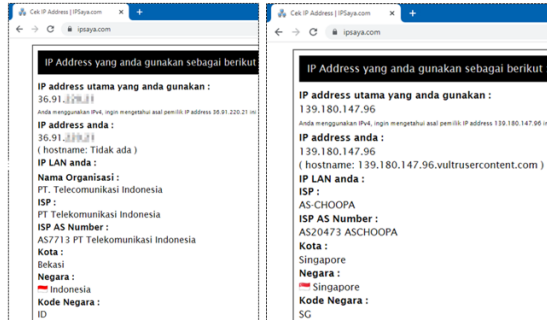 Cek IP Address | IPSaya.com
ipsaya.com
IP Address yang anda gunakan sebagai berikut
IP address utama yang anda gunakan :
36.91.
Anda menggunakan IPv4, ingin mengetahui asal pemilik IP address 36.91.220.21 ini
IP address anda :
36.91.
( hostname: Tidak ada )
IP LAN anda :
Nama Organisasi :
PT. Telecomunikasi Indonesia
ISP :
PT Telekomunikasi Indonesia
ISP AS Number :
AS7713 PT Telekomunikasi Indonesia
Kota :
Bekasi
Negara :
Indonesia
Kode Negara :
ID
Cek IP Address | IPSaya.com
ipsaya.com
IP Address yang anda gunakan sebagai berikut
IP address utama yang anda gunakan :
139.180.147.96
Anda menggunakan IPv4, ingin mengetahui asal pemilik IP address 139.180.147.96 in
IP address anda :
139.180.147.96
( hostname: 139.180.147.96.vultrusercontent.com )
IP LAN anda :
ISP :
AS-CHOOPA
ISP AS Number :
AS20473 ASCHOOPA
Kota :
Singapore
Negara :
Singapore
Kode Negara :
SG